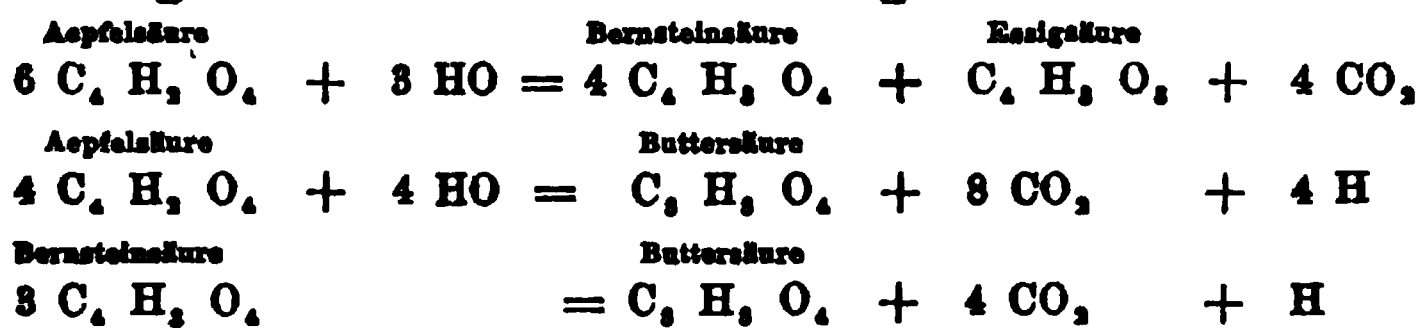 Aepfelsäure Bernsteinsäure Essigsäure
6 C₄ H₂ O₄ + 3 HO = 4 C₄ H₃ O₄ + C₄ H₃ O₃ + 4 CO₂
Aepfelsäure Buttersäure
4 C₄ H₂ O₄ + 4 HO = C₈ H₈ O₄ + 8 CO₂ + 4 H
Bernsteinsäure Buttersäure
3 C₄ H₂ O₄ = C₈ H₈ O₄ + 4 CO₂ + H